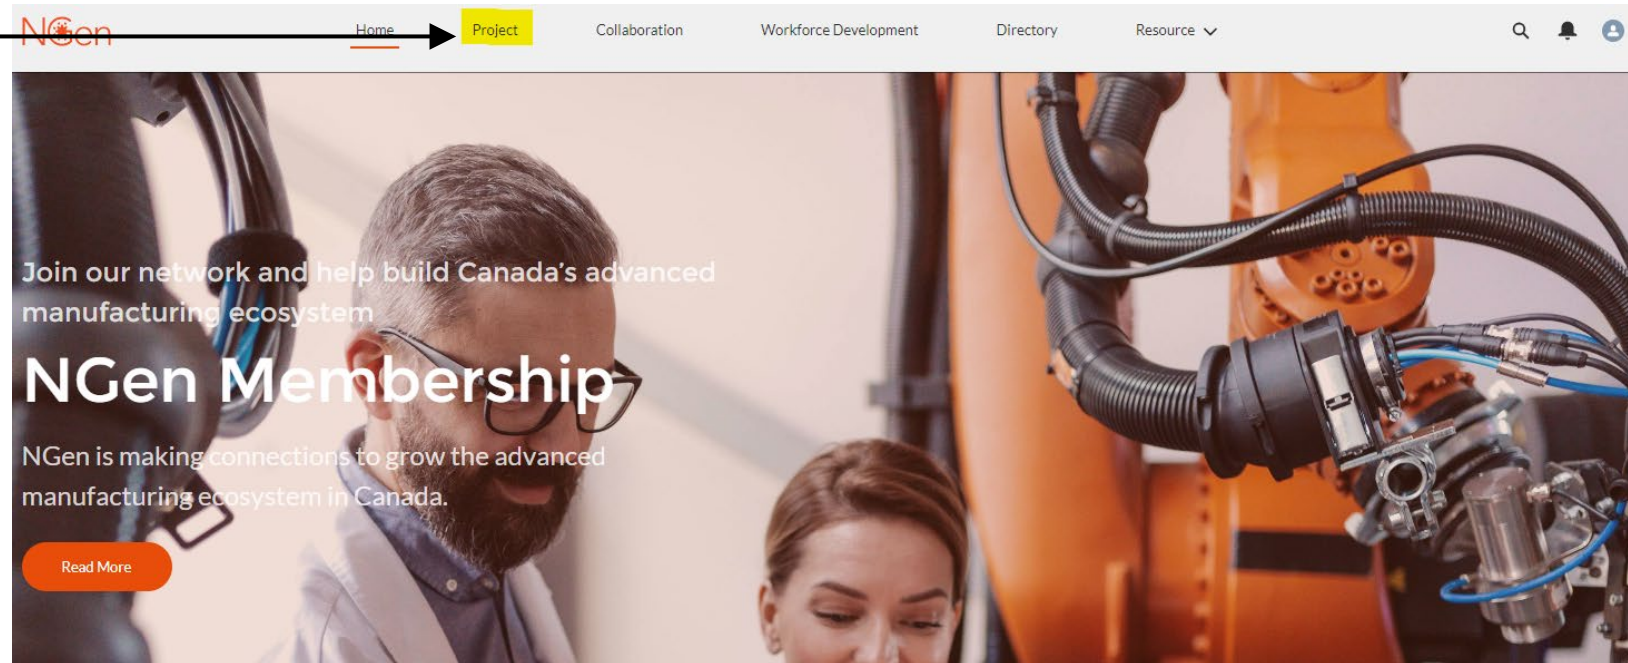 NGen
Home Project Collaboration Workforce Development Directory Resource
Join our network and help build Canada's advanced
manufacturing ecosystem
NGen Membership
NGen is making connections to grow the advanced
manufacturing ecosystem in Canada.
Read More